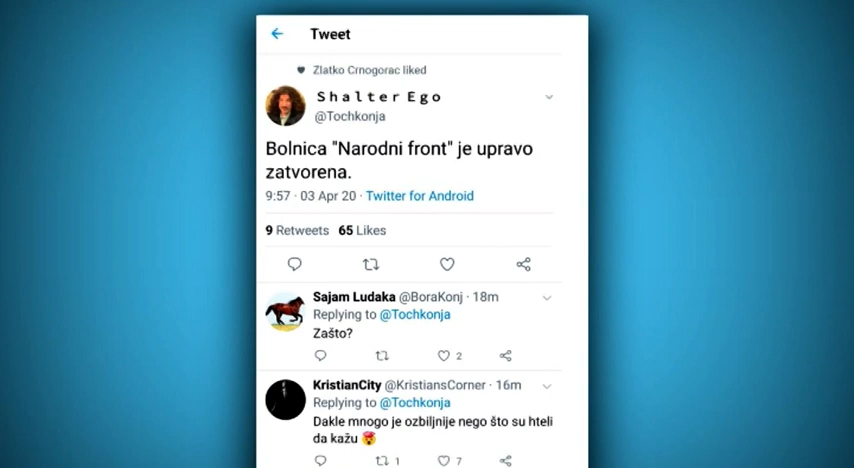 Tweet
Zlatko Crnogorac liked
Shalter Ego
@Tochkonja
Bolnica "Narodni front" je upravo
zatvorena.
9:57 · 03 Apr 20 · Twitter for Android
9 Retweets 65 Likes
Sajam Ludaka @BoraKonj · 18m
Replying to @Tochkonja
Zašto?
2
KristianCity @KristiansCorner · 16m
Replying to @Tochkonja
Dakle mnogo je ozbiljnije nego što su hteli
da kažu 🤯
1 7